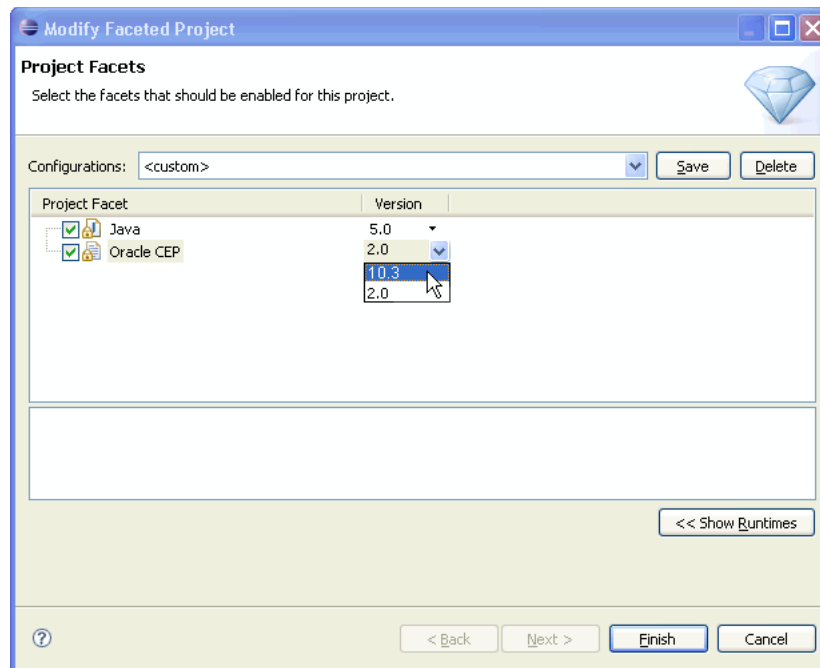 Modify Faceted Project
Project Facets
Select the facets that should be enabled for this project.
Configurations: <custom> Save Delete
Project Facet Version
Java 5.0
Oracle CEP 2.0
10.3
2.0
<< Show Runtimes
? < Back Next > Finish Cancel